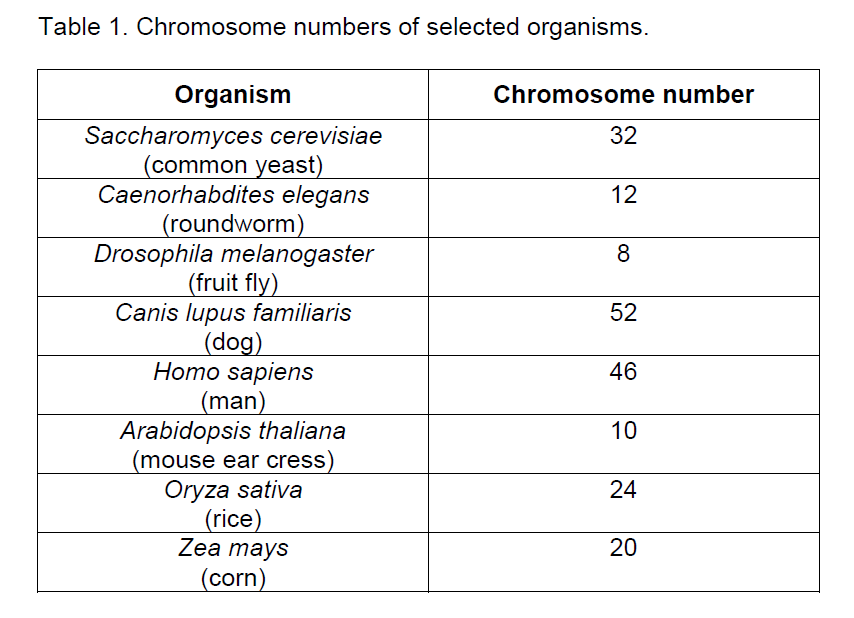 Table 1. Chromosome numbers of selected organisms.
Organism Chromosome number
Saccharomyces cerevisiae 32
(common yeast)
Caenorhabdites elegans 12
(roundworm)
Drosophila melanogaster 8
(fruit fly)
Canis lupus familiaris 52
(dog)
Homo sapiens 46
(man)
Arabidopsis thaliana 10
(mouse ear cress)
Oryza sativa 24
(rice)
Zea mays 20
(corn)